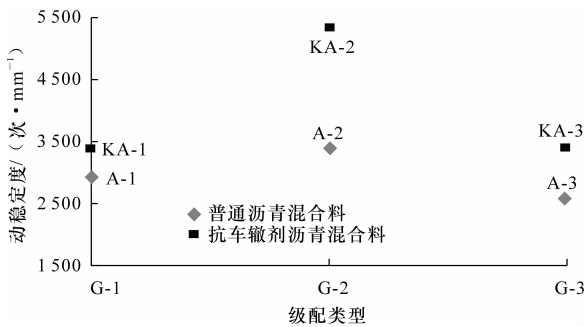 5 500
KA-2
4 500
动稳定度/(次·mm⁻¹)
3 500
KA-1
A-2
KA-3
A-1
A-3
2 500
普通沥青混合料
抗车辙剂沥青混合料
1 500
G-1 G-2 G-3
级配类型